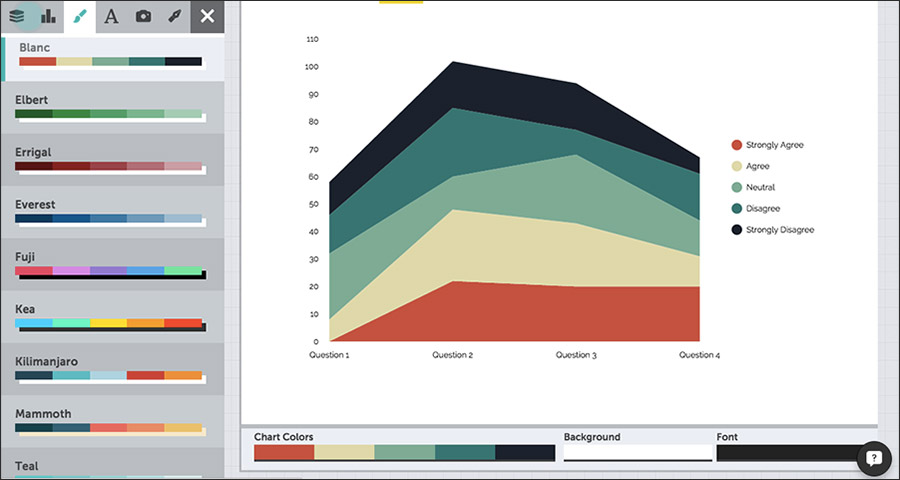 A
Blanc
Elbert
Errigal
Everest
Fuji
Kea
Kilimanjaro
Mammoth
Teal
110
100
90
80
70
60
50
40
30
20
10
0
Question 1
Question 2
Question 3
Question 4
Strongly Agree
Agree
Neutral
Disagree
Strongly Disagree
Chart Colors
Background
Font
?